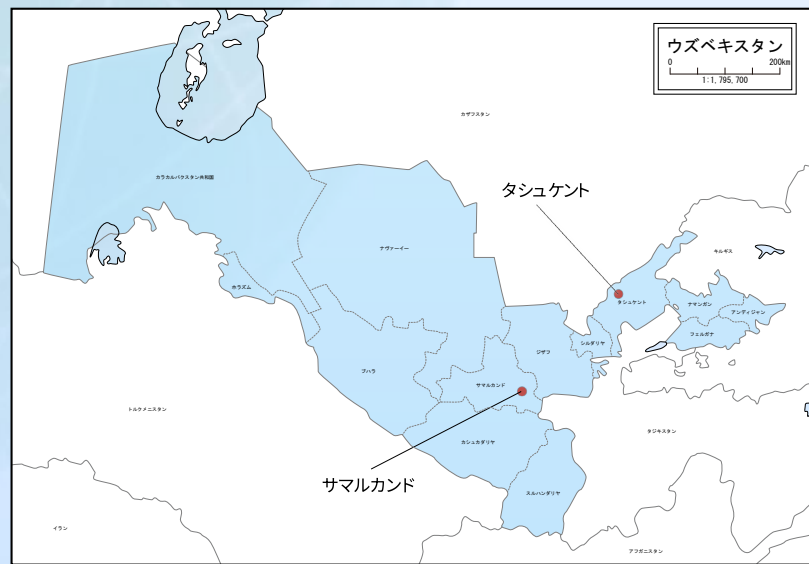 ウズベキスタン
0 200km
1:1,795,700
カザフスタン
タシュケント
カラカルパクスタン共和国
ナヴァーイー
キルギス
ホラズム
タシュケント
ナマンガン
アンディジャン
フェルガナ
シルダリヤ
ジザフ
ブハラ
サマルカンド
トルクメニスタン
カシュカダリヤ
タジキスタン
サマルカンド
スルハンダリヤ
イラン
アフガニスタン